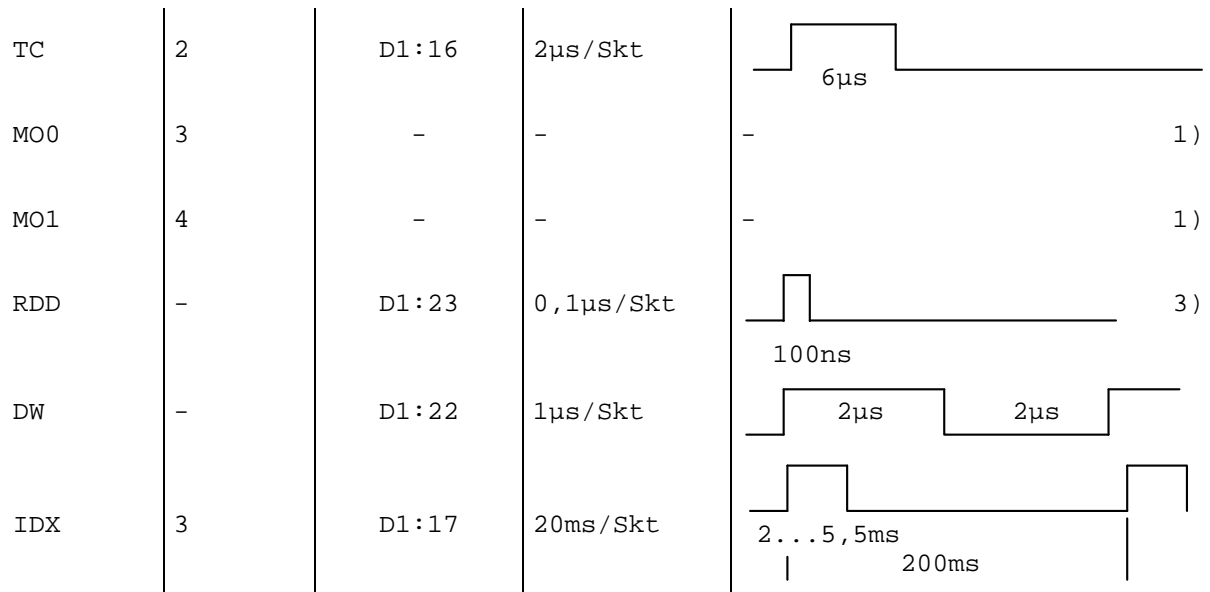 TC 2 D1:16 2µs/Skt
6µs
MO0 3 - - - 1)
MO1 4 - - - 1)
RDD - D1:23 0,1µs/Skt 3)
100ns
DW - D1:22 1µs/Skt 2µs 2µs
IDX 3 D1:17 20ms/Skt
2...5,5ms
200ms